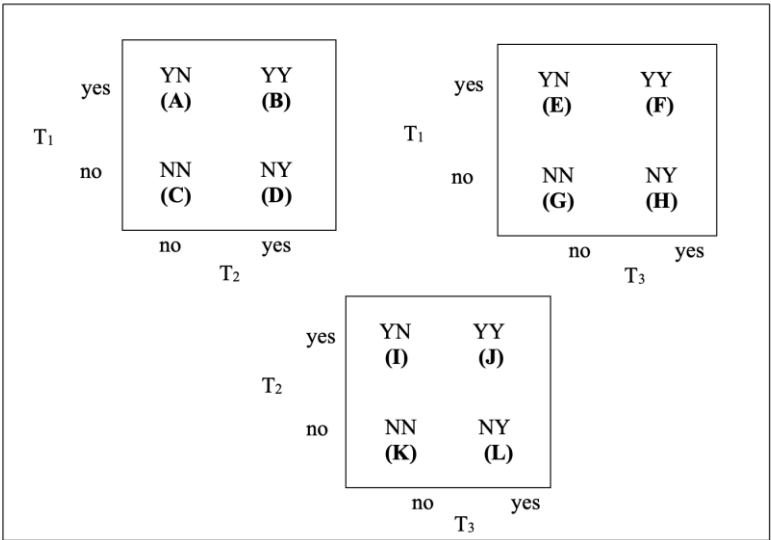 yes YN YY
(A) (B)
T1
no NN NY
(C) (D)
no yes
T2
yes YN YY
(E) (F)
T1
no NN NY
(G) (H)
no yes
T3
yes YN YY
(I) (J)
T2
no NN NY
(K) (L)
no yes
T3